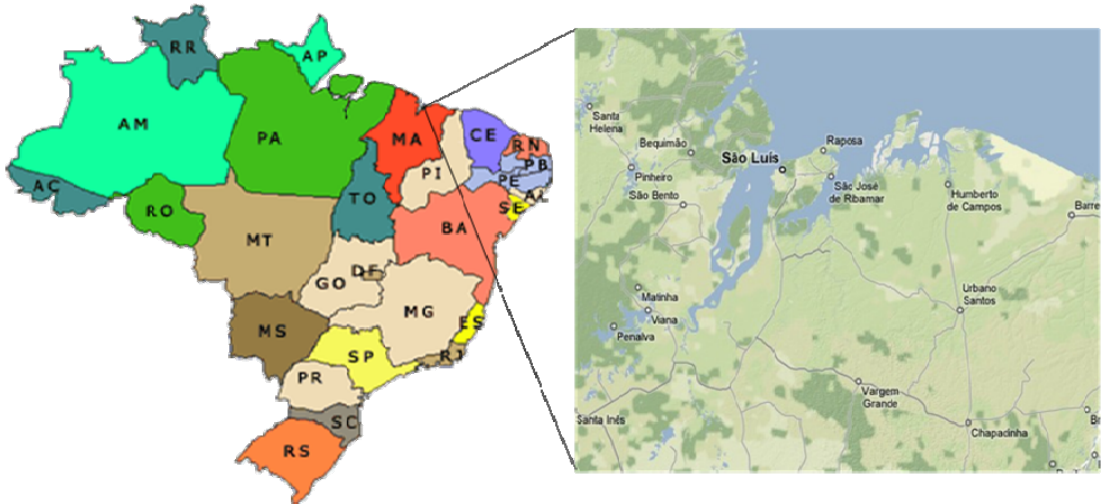 RR
AP
AM
PA
MA
CE
RN
PB
PE
AL
PI
AC
TO
SE
RO
BA
MT
DF
GO
MG
ES
MS
SP
RJ
PR
SC
RS
Santa
Helena
Bequimão
Raposa
São Luís
Pinheiro
São José
de Ribamar
São Bento
Humberto
de Campos
Barre
Matinha
Viana
Urbano
Santos
Penalva
Vargem
Grande
Santa Inês
Chapacinha